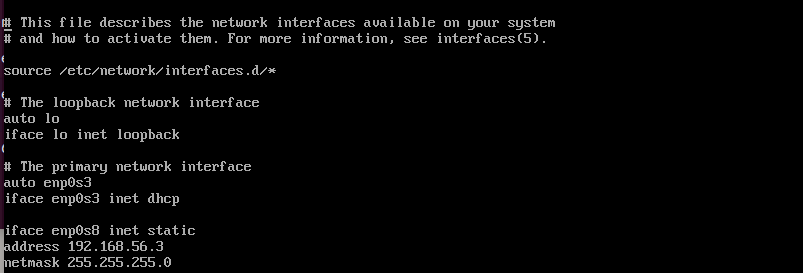 # This file describes the network interfaces available on your system
# and how to activate them. For more information, see interfaces(5).
source /etc/network/interfaces.d/*
# The loopback network interface
auto lo
iface lo inet loopback
# The primary network interface
auto enp0s3
iface enp0s3 inet dhcp
iface enp0s8 inet static
address 192.168.56.3
netmask 255.255.255.0